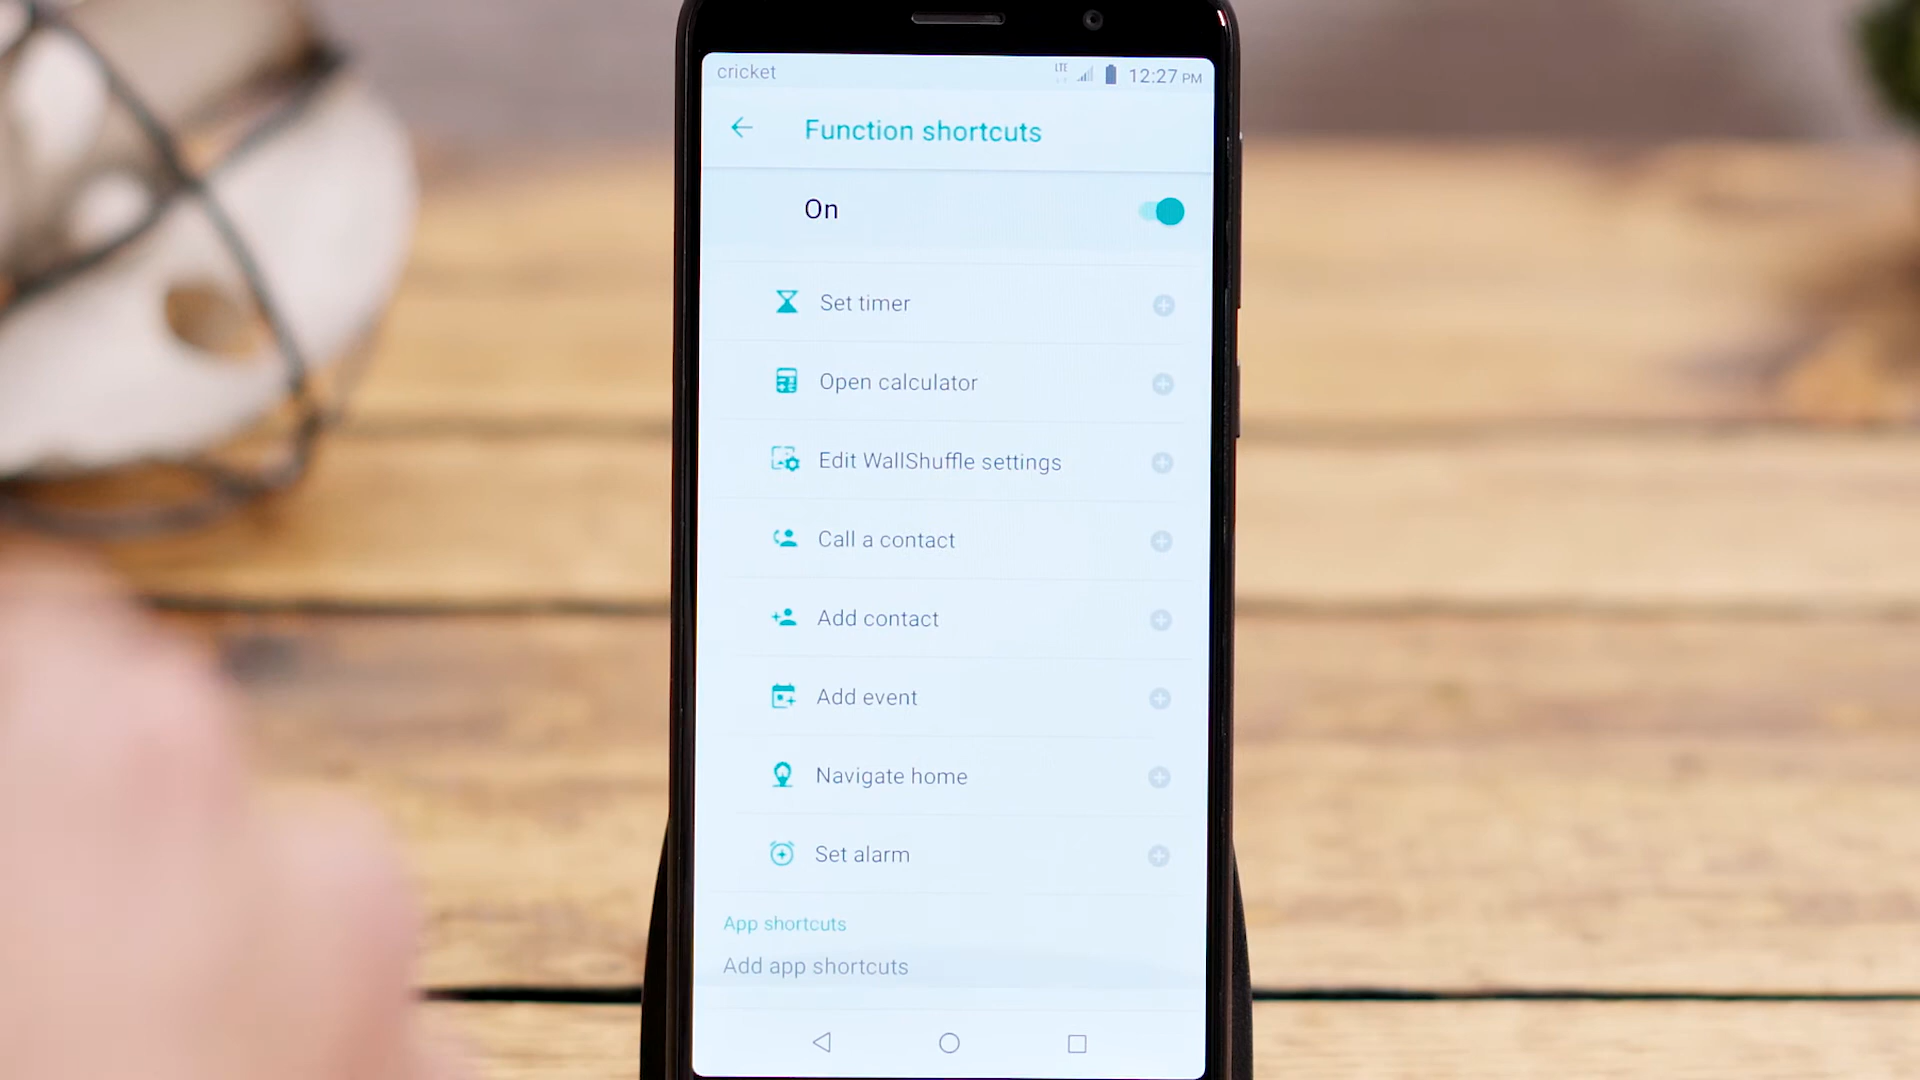 cricket LTE 12:27 PM
Function shortcuts
On
Set timer
Open calculator
Edit WallShuffle settings
Call a contact
Add contact
Add event
Navigate home
Set alarm
App shortcuts
Add app shortcuts